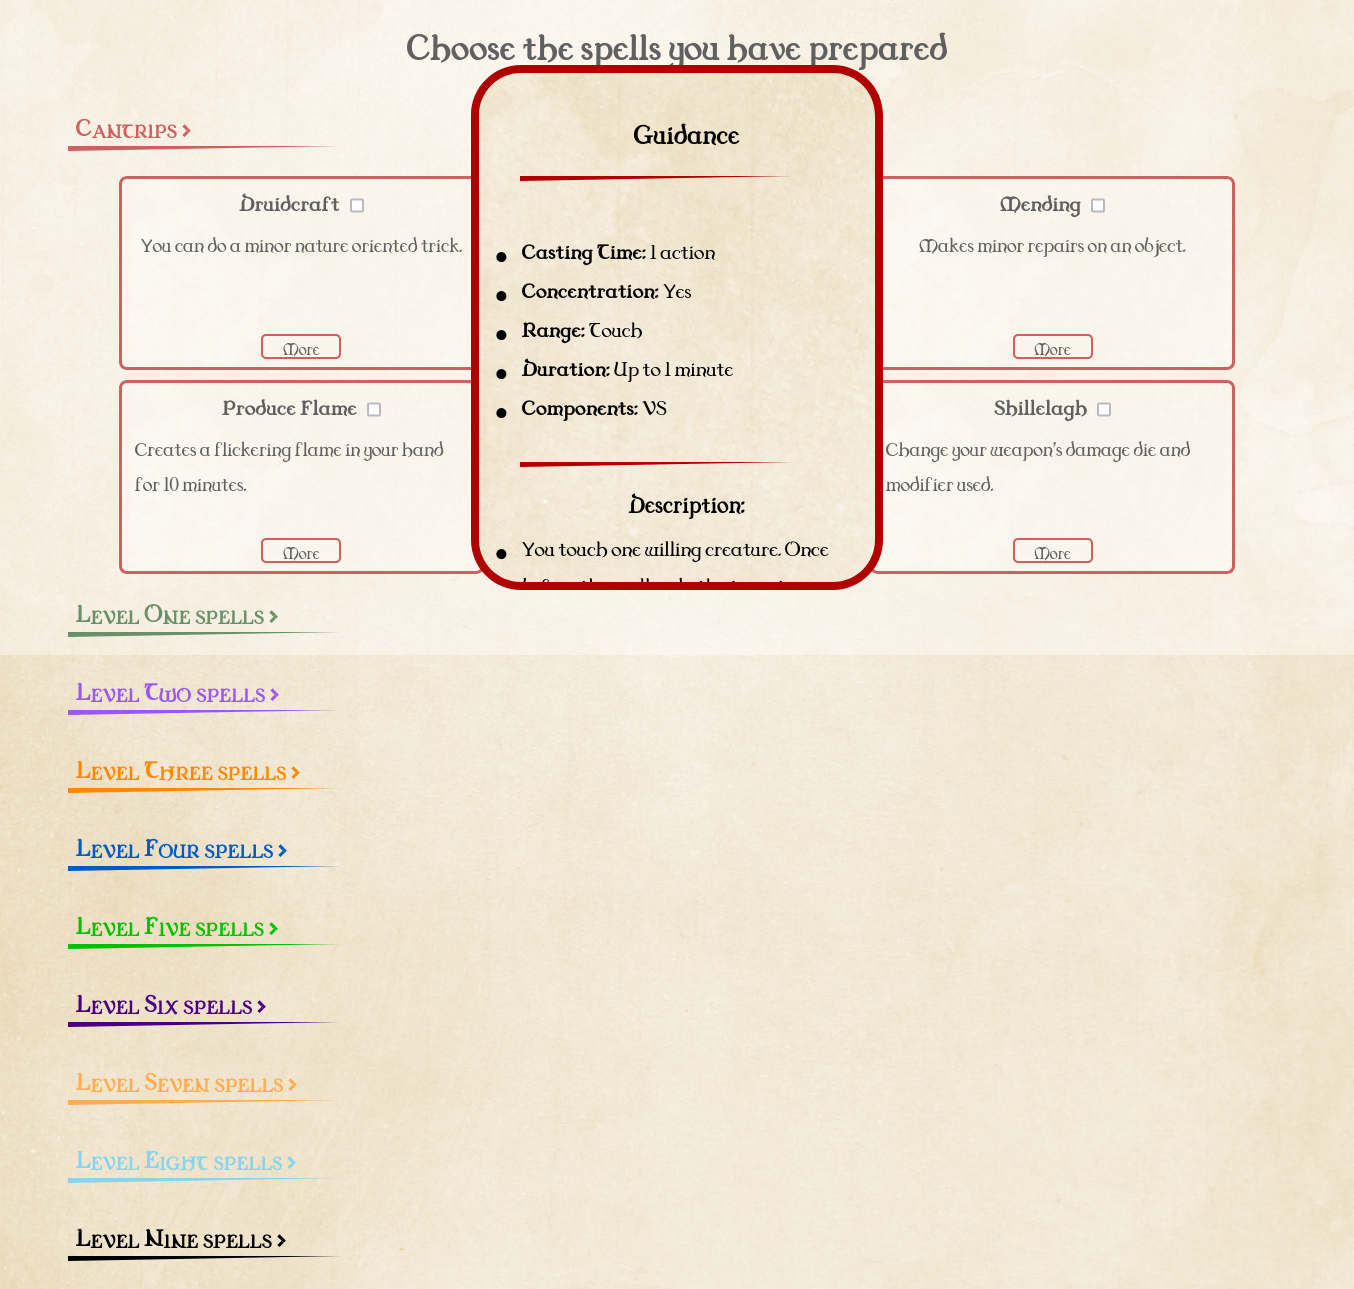 Choose the spells you have prepared
Cantrips
Druidcraft
You can do a minor nature oriented trick.
More
Guidance
Casting Time: 1 action
Concentration: Yes
Range: Touch
Duration: Up to 1 minute
Components: VS
Description:
You touch one willing creature. Once
Mending
Makes minor repairs on an object.
More
Produce Flame
Creates a flickering flame in your hand
for 10 minutes.
More
Shillelagh
Change your weapon's damage die and
modifier used.
More
Level One spells
Level Two spells
Level Three spells
Level Four spells
Level Five spells
Level Six spells
Level Seven spells
Level Eight spells
Level Nine spells